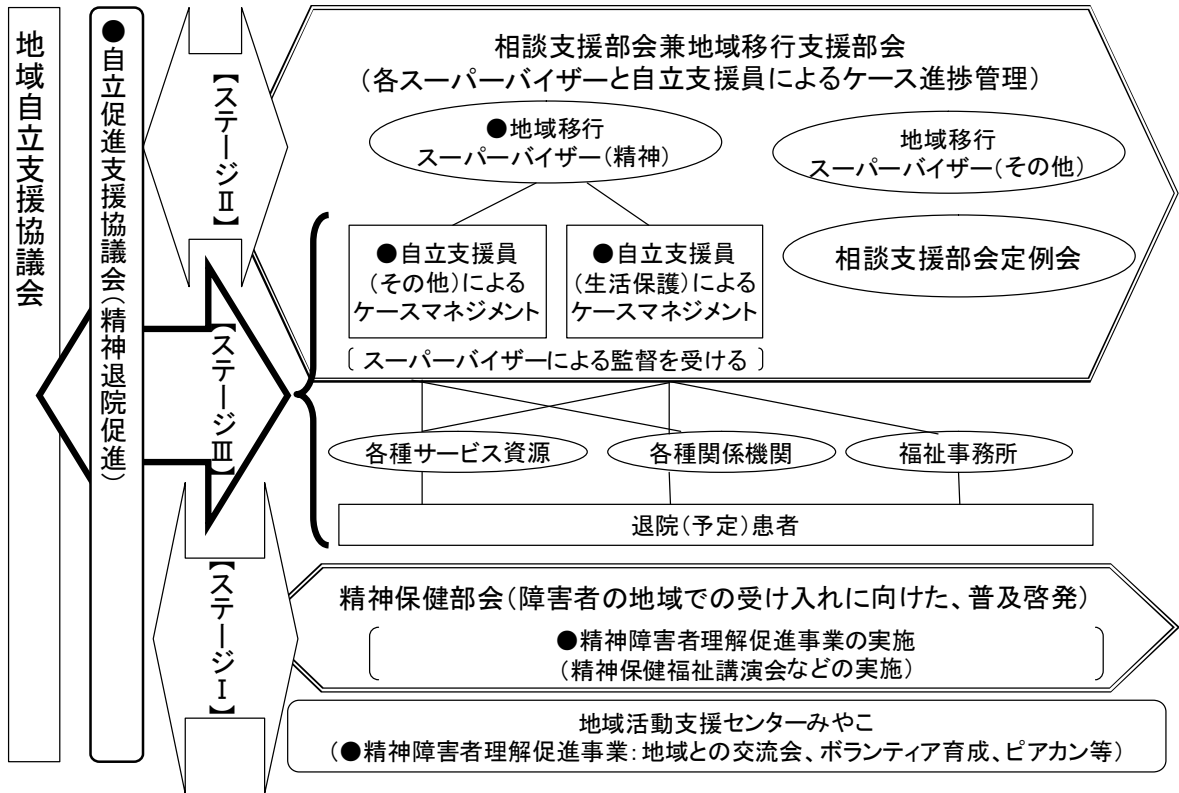 地域自立支援協議会
●自立促進支援協議会(精神退院促進)
【ステージⅡ】
相談支援部会兼地域移行支援部会
(各スーパーバイザーと自立支援員によるケース進捗管理)
●地域移行
スーパーバイザー(精神)
地域移行
スーパーバイザー(その他)
●自立支援員
(その他)による
ケースマネジメント
●自立支援員
(生活保護)による
ケースマネジメント
相談支援部会定例会
〔 スーパーバイザーによる監督を受ける 〕
【ステージⅢ】
各種サービス資源
各種関係機関
福祉事務所
退院(予定)患者
【ステージⅠ】
精神保健部会(障害者の地域での受け入れに向けた、普及啓発)
●精神障害者理解促進事業の実施
(精神保健福祉講演会などの実施)
地域活動支援センターみやこ
(●精神障害者理解促進事業:地域との交流会、ボランティア育成、ピアカン等)